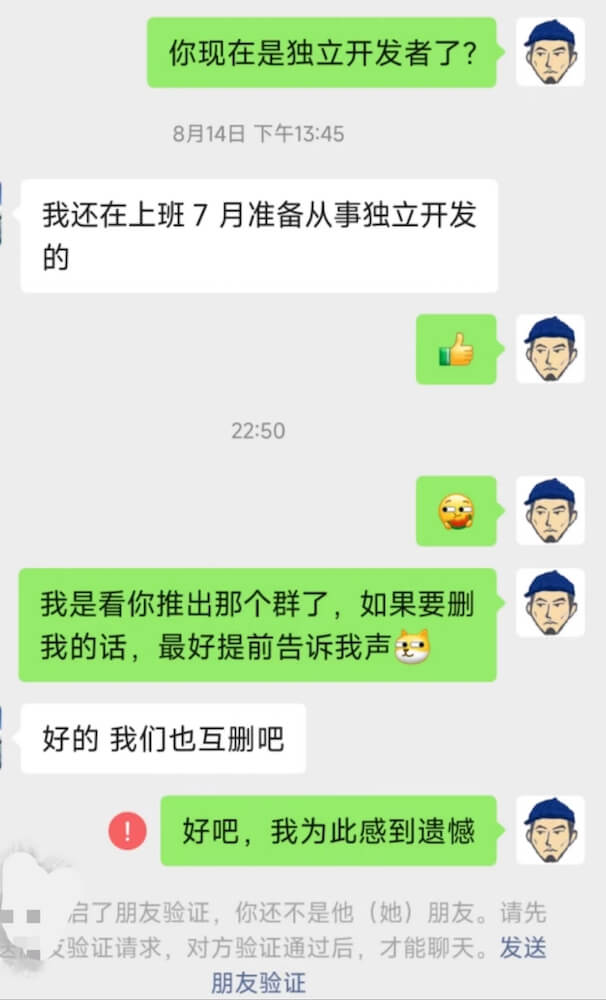 你现在是独立开发者了?
8月14日 下午13:45
我还在上班 7 月准备从事独立开发
的
22:50
我是看你推出那个群了，如果要删
我的话，最好提前告诉我声
好的 我们也互删吧
好吧，我为此感到遗憾
启了朋友验证，你还不是他（她）朋友。请先
友验证请求，对方验证通过后，才能聊天。发送
朋友验证